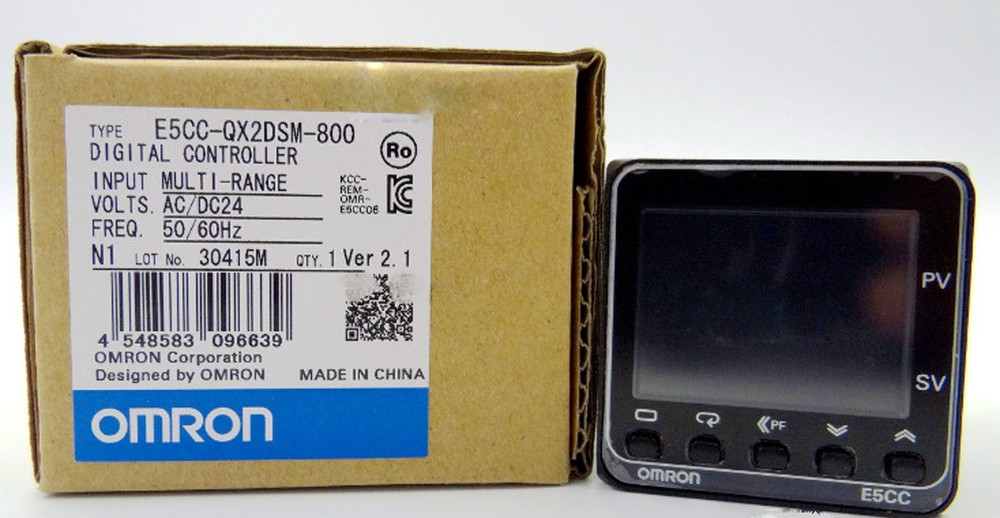 TYPE E5CC-QX2DSM-800
DIGITAL CONTROLLER
Ro
INPUT MULTI-RANGE
VOLTS. AC/DC24
FREQ. 50/60Hz
KCC-
REM-
OMR-
E5CC06
N1 LOT No. 30415M QTY. 1 Ver 2.1
4 548583 096639
OMRON Corporation
Designed by OMRON MADE IN CHINA
OMRON
PV
SV
PF
OMRON
E5CC